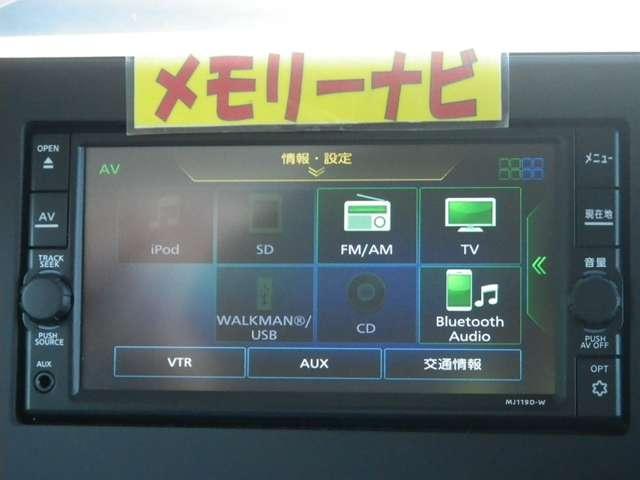 メモリーナビ
OPEN
メニュー
AV
情報・設定
AV
現在地
iPod
SD
FM/AM
TV
TRACK
SEEK
音量
WALKMAN®/
USB
CD
Bluetooth
Audio
PUSH
SOURCE
PUSH
AV OFF
VTR
AUX
交通情報
AUX
OPT
MJ119D-W